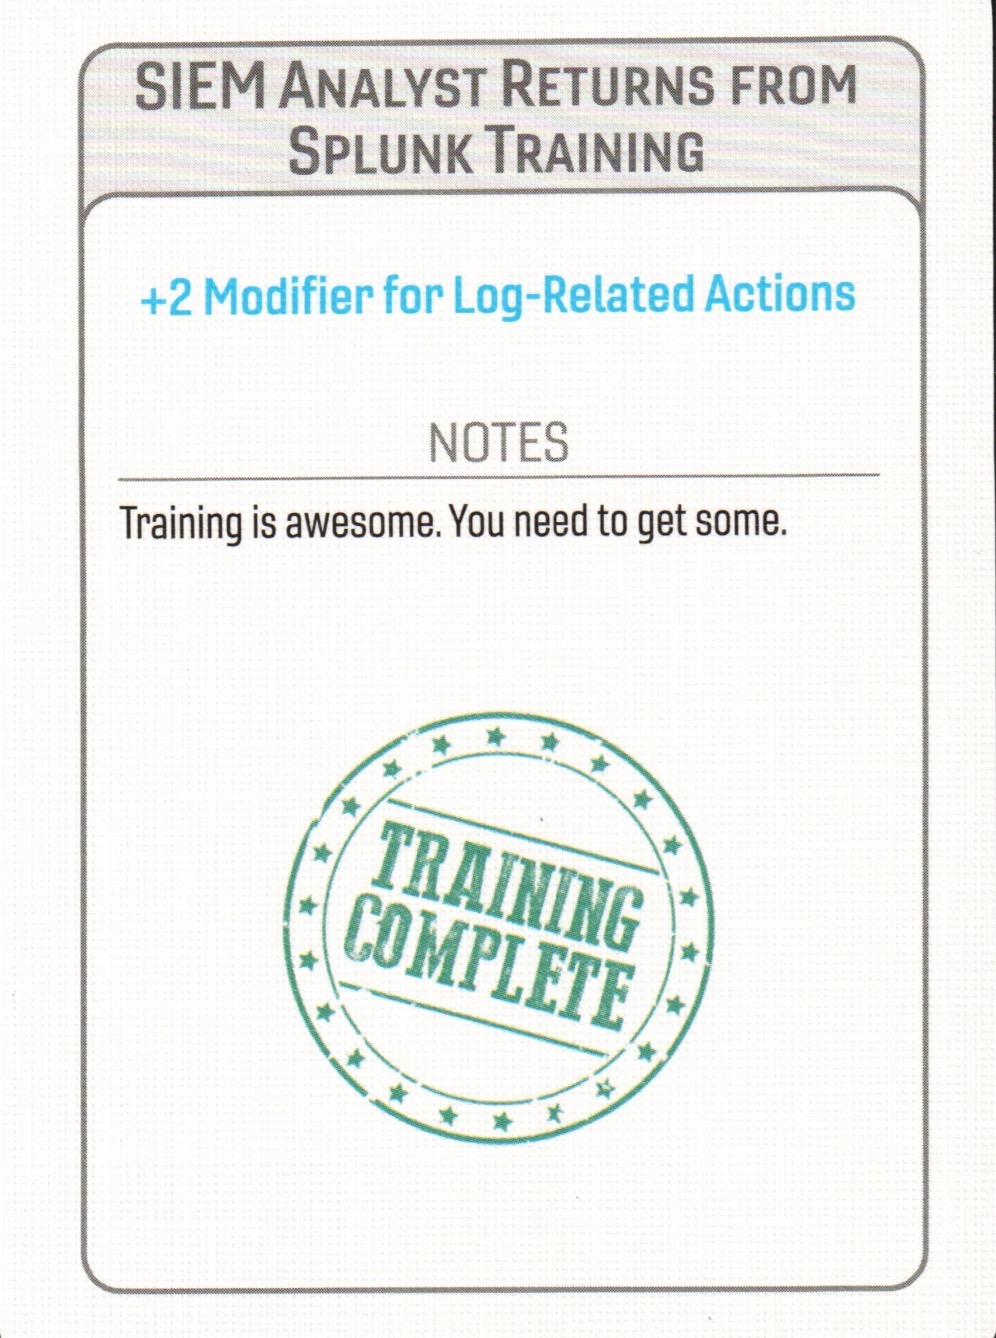 SIEM ANALYST RETURNS FROM
SPLUNK TRAINING
+2 Modifier for Log-Related Actions
NOTES
Training is awesome. You need to get some.
TRAINING
COMPLETE